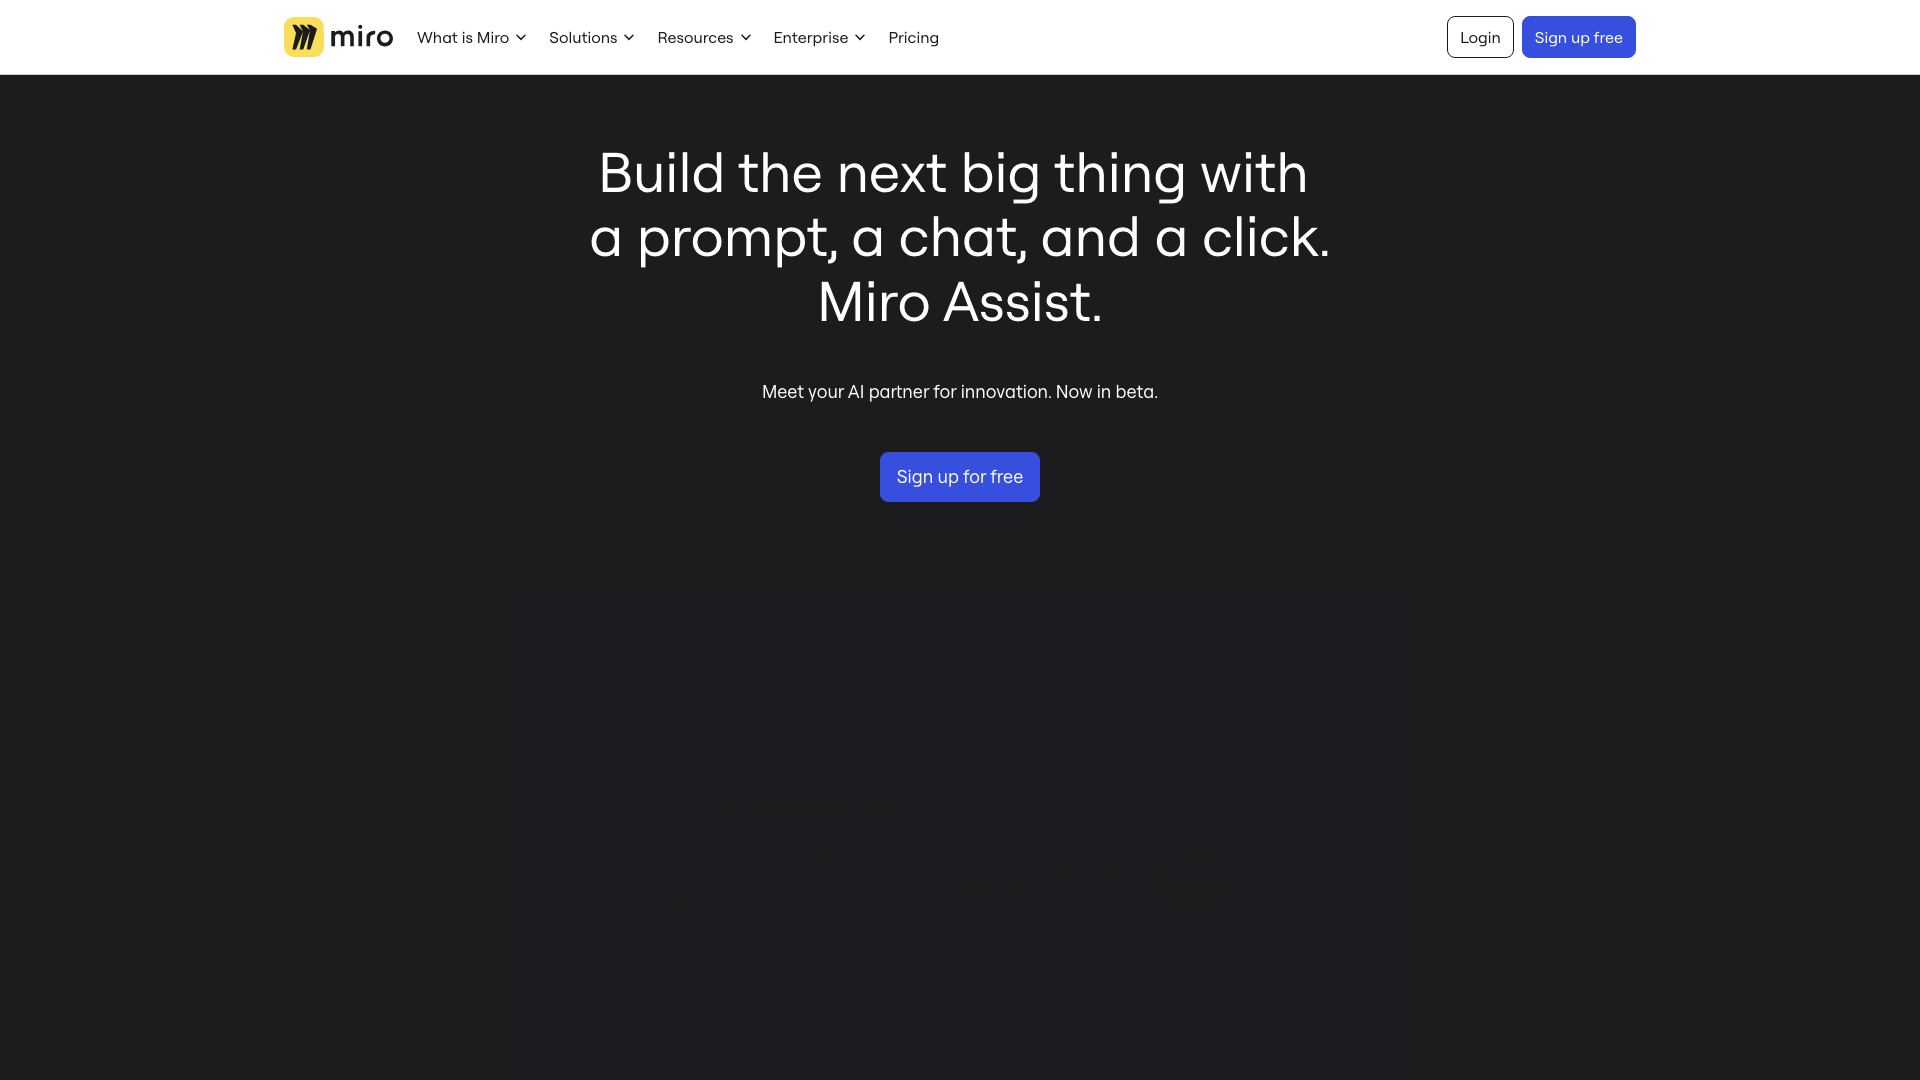 miro
What is Miro
Solutions
Resources
Enterprise
Pricing
Login
Sign up free
Build the next big thing with
a prompt, a chat, and a click.
Miro Assist.
Meet your AI partner for innovation. Now in beta.
Sign up for free